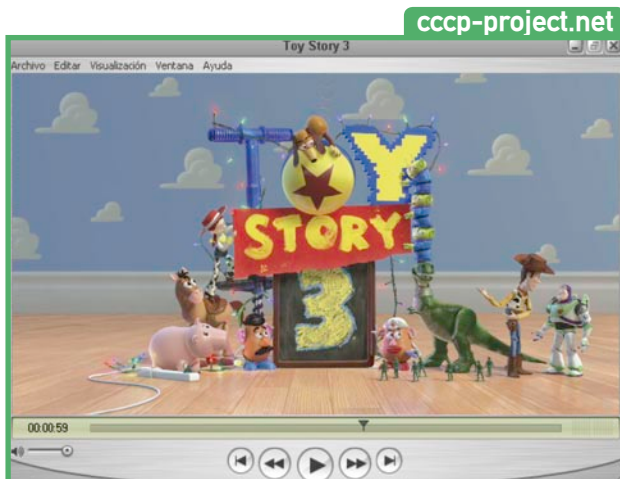 cccp-project.net
Toy Story 3
Archivo Editar Visualización Ventana Ayuda
TOY
STORY
3
00:00:59